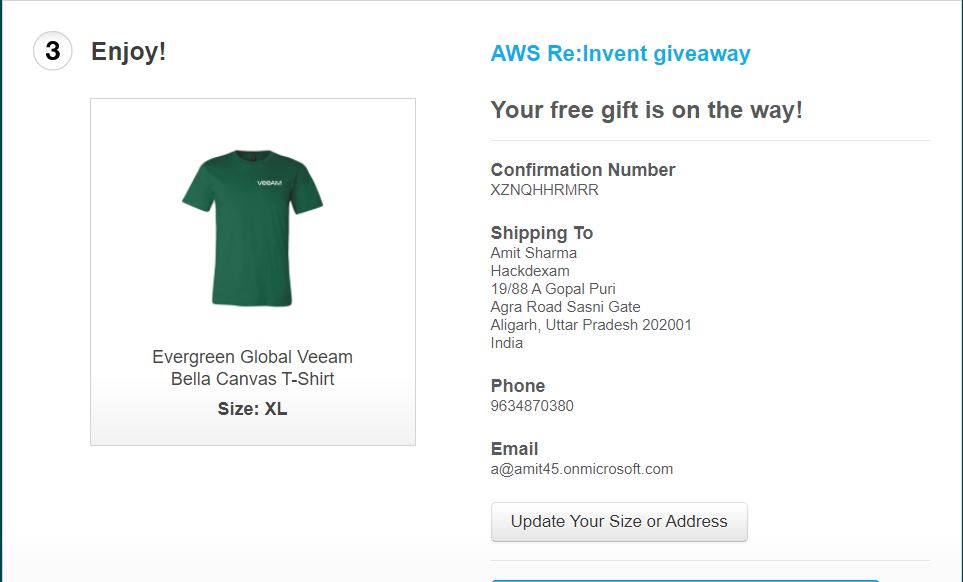 3 Enjoy!
veeAM
Evergreen Global Veeam
Bella Canvas T-Shirt
Size: XL
AWS Re:Invent giveaway
Your free gift is on the way!
Confirmation Number
XZNQHHRMRR
Shipping To
Amit Sharma
Hackdexam
19/88 A Gopal Puri
Agra Road Sasni Gate
Aligarh, Uttar Pradesh 202001
India
Phone
9634870380
Email
a@amit45.onmicrosoft.com
Update Your Size or Address